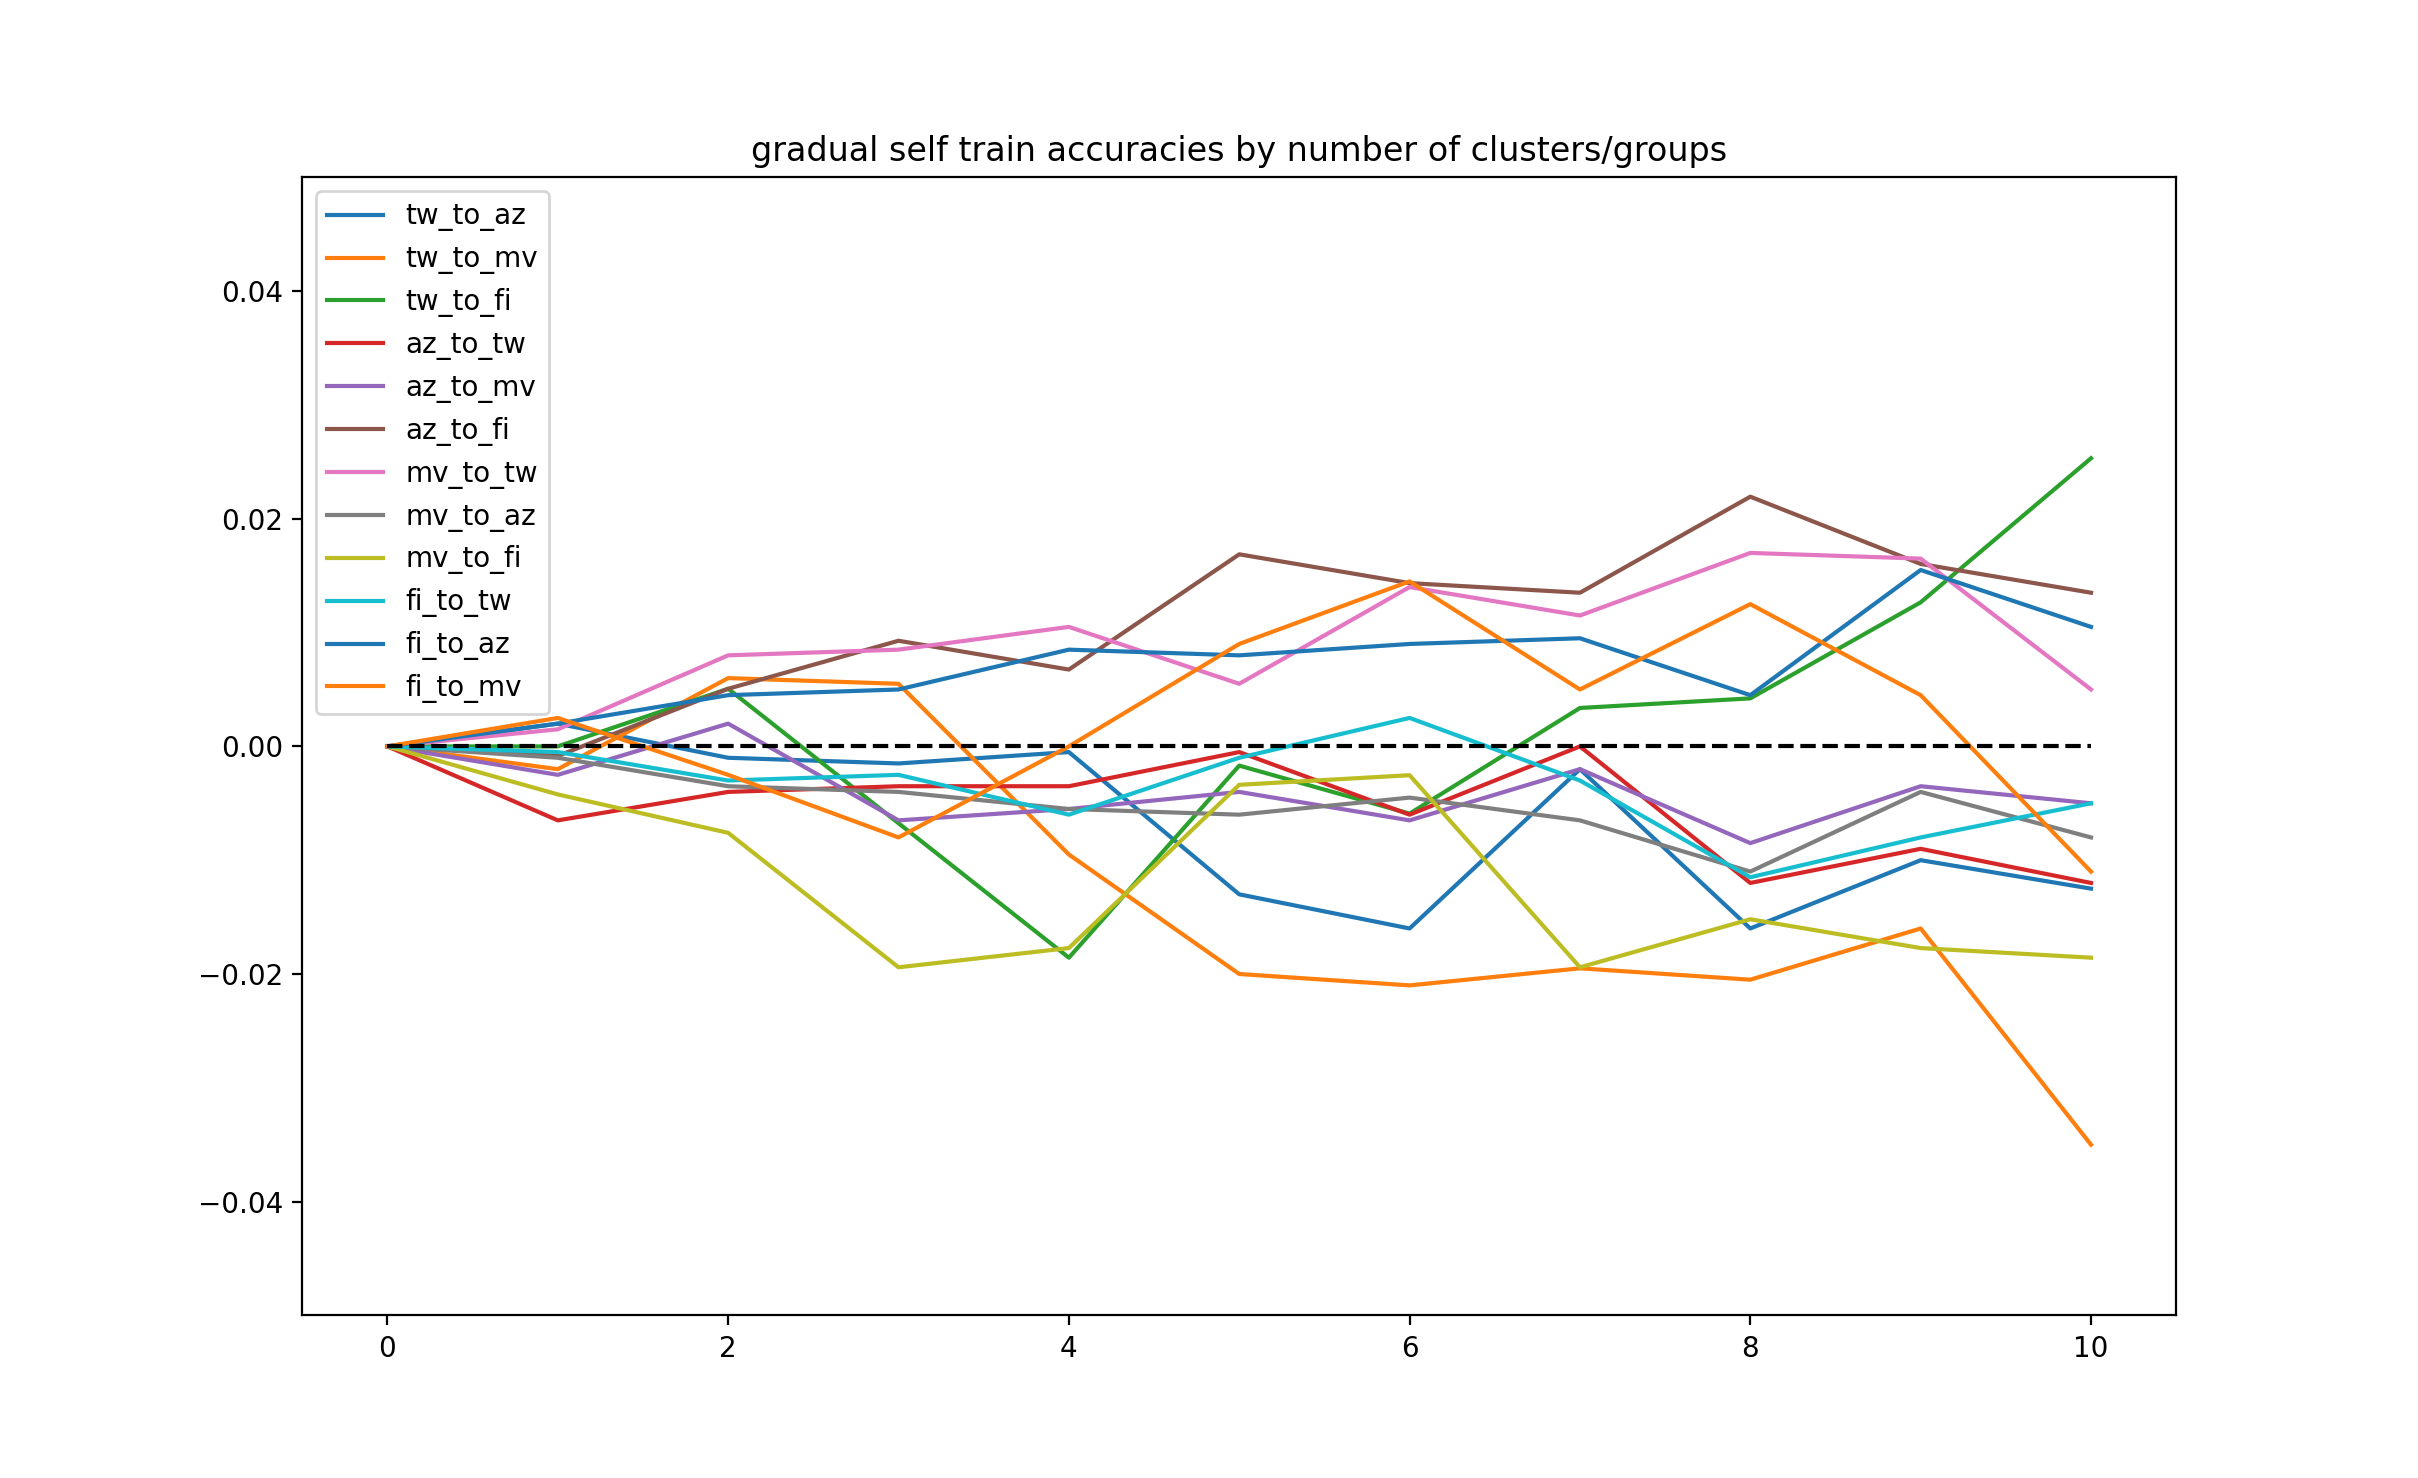 gradual self train accuracies by number of clusters/groups
tw_to_az
tw_to_mv
tw_to_fi
az_to_tw
az_to_mv
az_to_fi
mv_to_tw
mv_to_az
mv_to_fi
fi_to_tw
fi_to_az
fi_to_mv
0.04
0.02
0.00
−0.02
−0.04
0 2 4 6 8 10